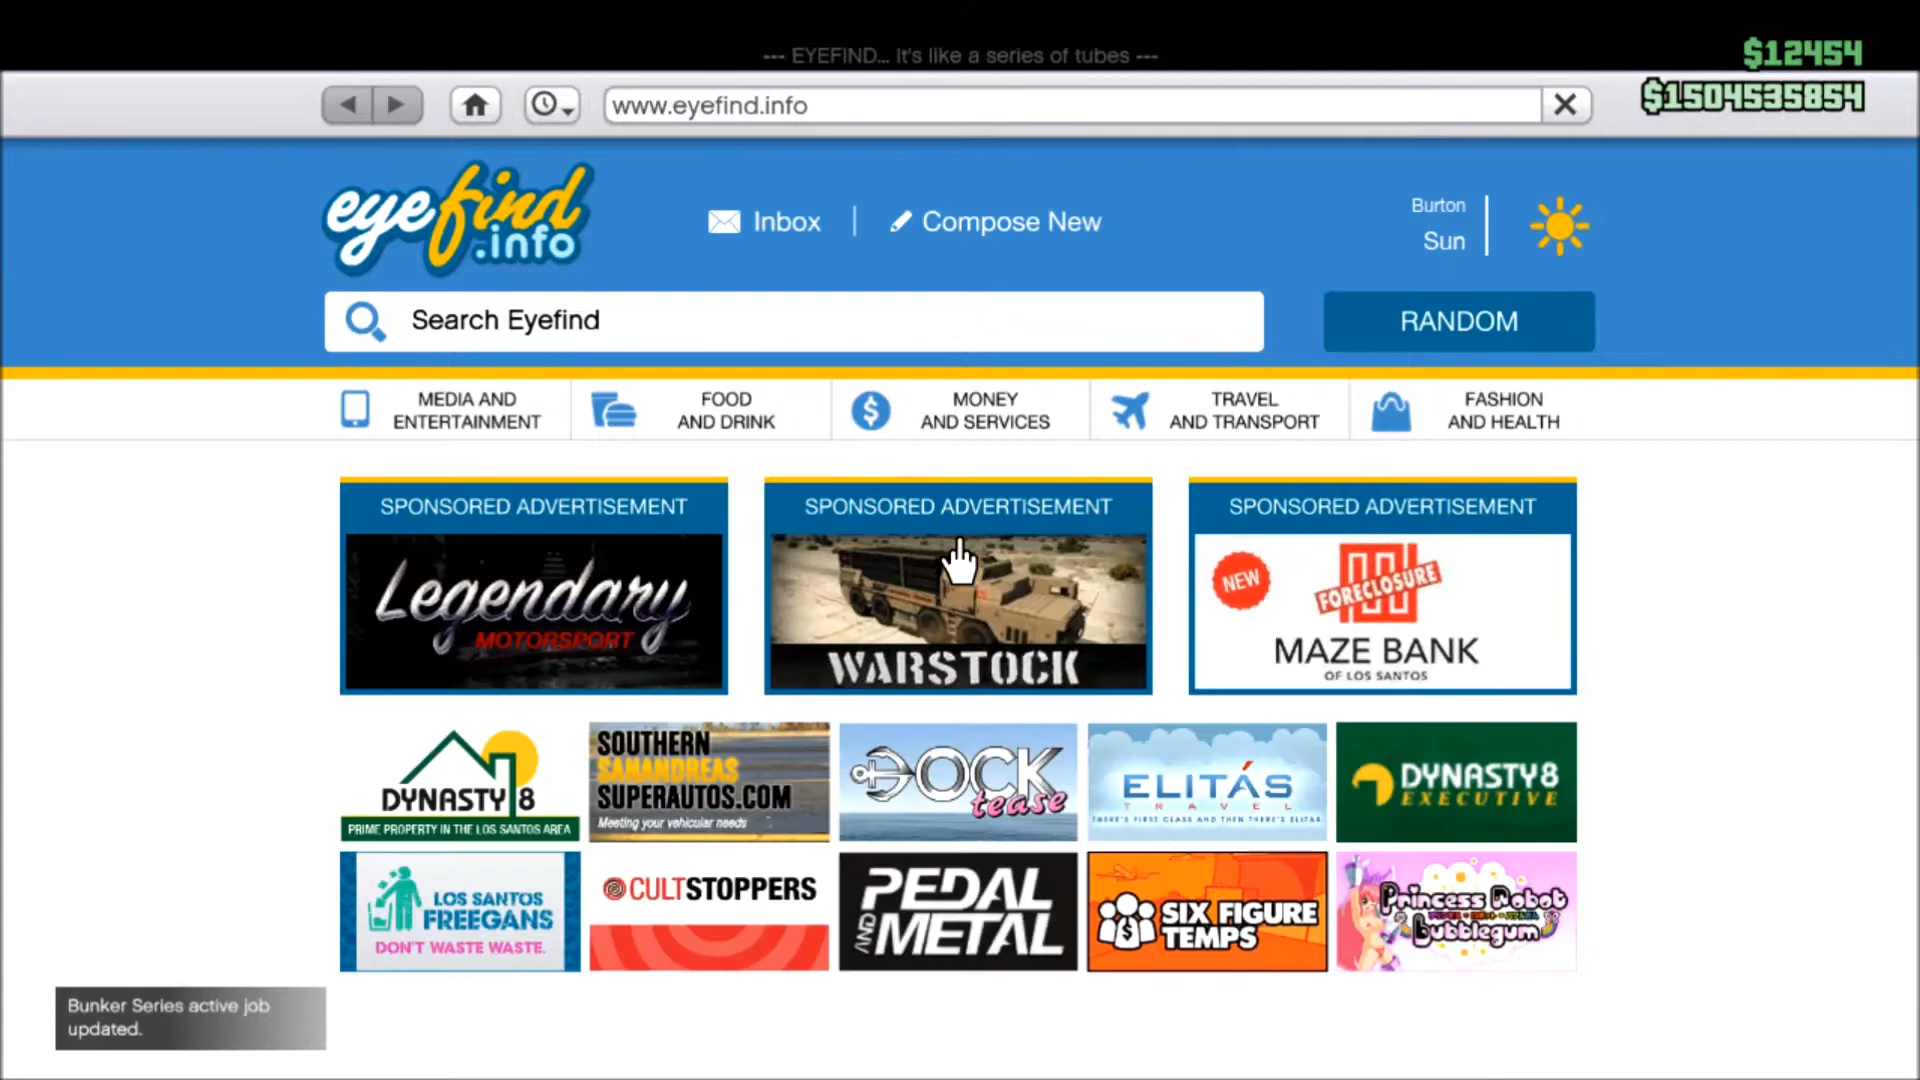 --- EYEFIND... It's like a series of tubes ---
$12454
$1504535854
www.eyefind.info
eyefind
.info
Inbox
Compose New
Burton
Sun
Search Eyefind
RANDOM
MEDIA AND
ENTERTAINMENT
FOOD
AND DRINK
MONEY
AND SERVICES
TRAVEL
AND TRANSPORT
FASHION
AND HEALTH
SPONSORED ADVERTISEMENT
Legendary
MOTORSPORT
SPONSORED ADVERTISEMENT
WARSTOCK
SPONSORED ADVERTISEMENT
NEW
FORECLOSURE
MAZE BANK
OF LOS SANTOS
DYNASTY 8
PRIME PROPERTY IN THE LOS SANTOS AREA
SOUTHERN
SANANDREAS
SUPERAUTOS.COM
Meeting your vehicular needs
DOCK
tease
ELITÁS
TRAVEL
THERE'S FIRST CLASS AND THEN THERE'S ELITAS
DYNASTY 8
EXECUTIVE
LOS SANTOS
FREEGANS
DON'T WASTE WASTE.
CULTSTOPPERS
PEDAL
AND
METAL
SIX FIGURE
TEMPS
Princess Robot
Bubblegum
Bunker Series active job
updated.